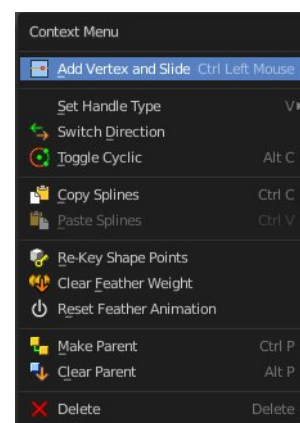 Context Menu
Add Vertex and Slide Ctrl Left Mouse
Set Handle Type V
Switch Direction
Toggle Cyclic Alt C
Copy Splines Ctrl C
Paste Splines Ctrl V
Re-Key Shape Points
Clear Feather Weight
Reset Feather Animation
Make Parent Ctrl P
Clear Parent Alt P
Delete Delete